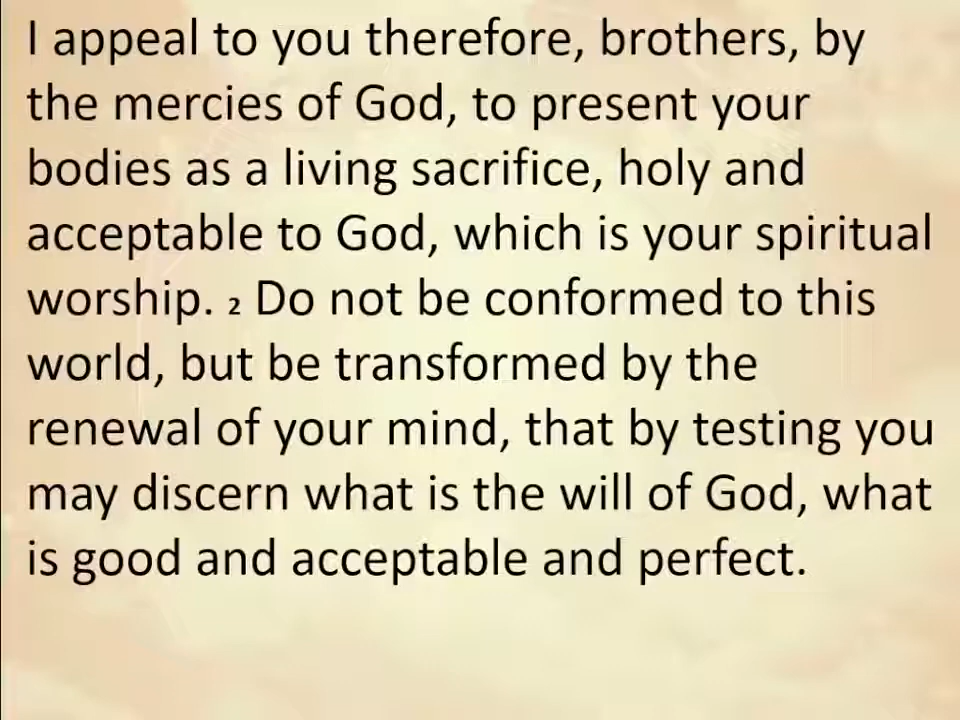 I appeal to you therefore, brothers, by
the mercies of God, to present your
bodies as a living sacrifice, holy and
acceptable to God, which is your spiritual
worship. 2 Do not be conformed to this
world, but be transformed by the
renewal of your mind, that by testing you
may discern what is the will of God, what
is good and acceptable and perfect.